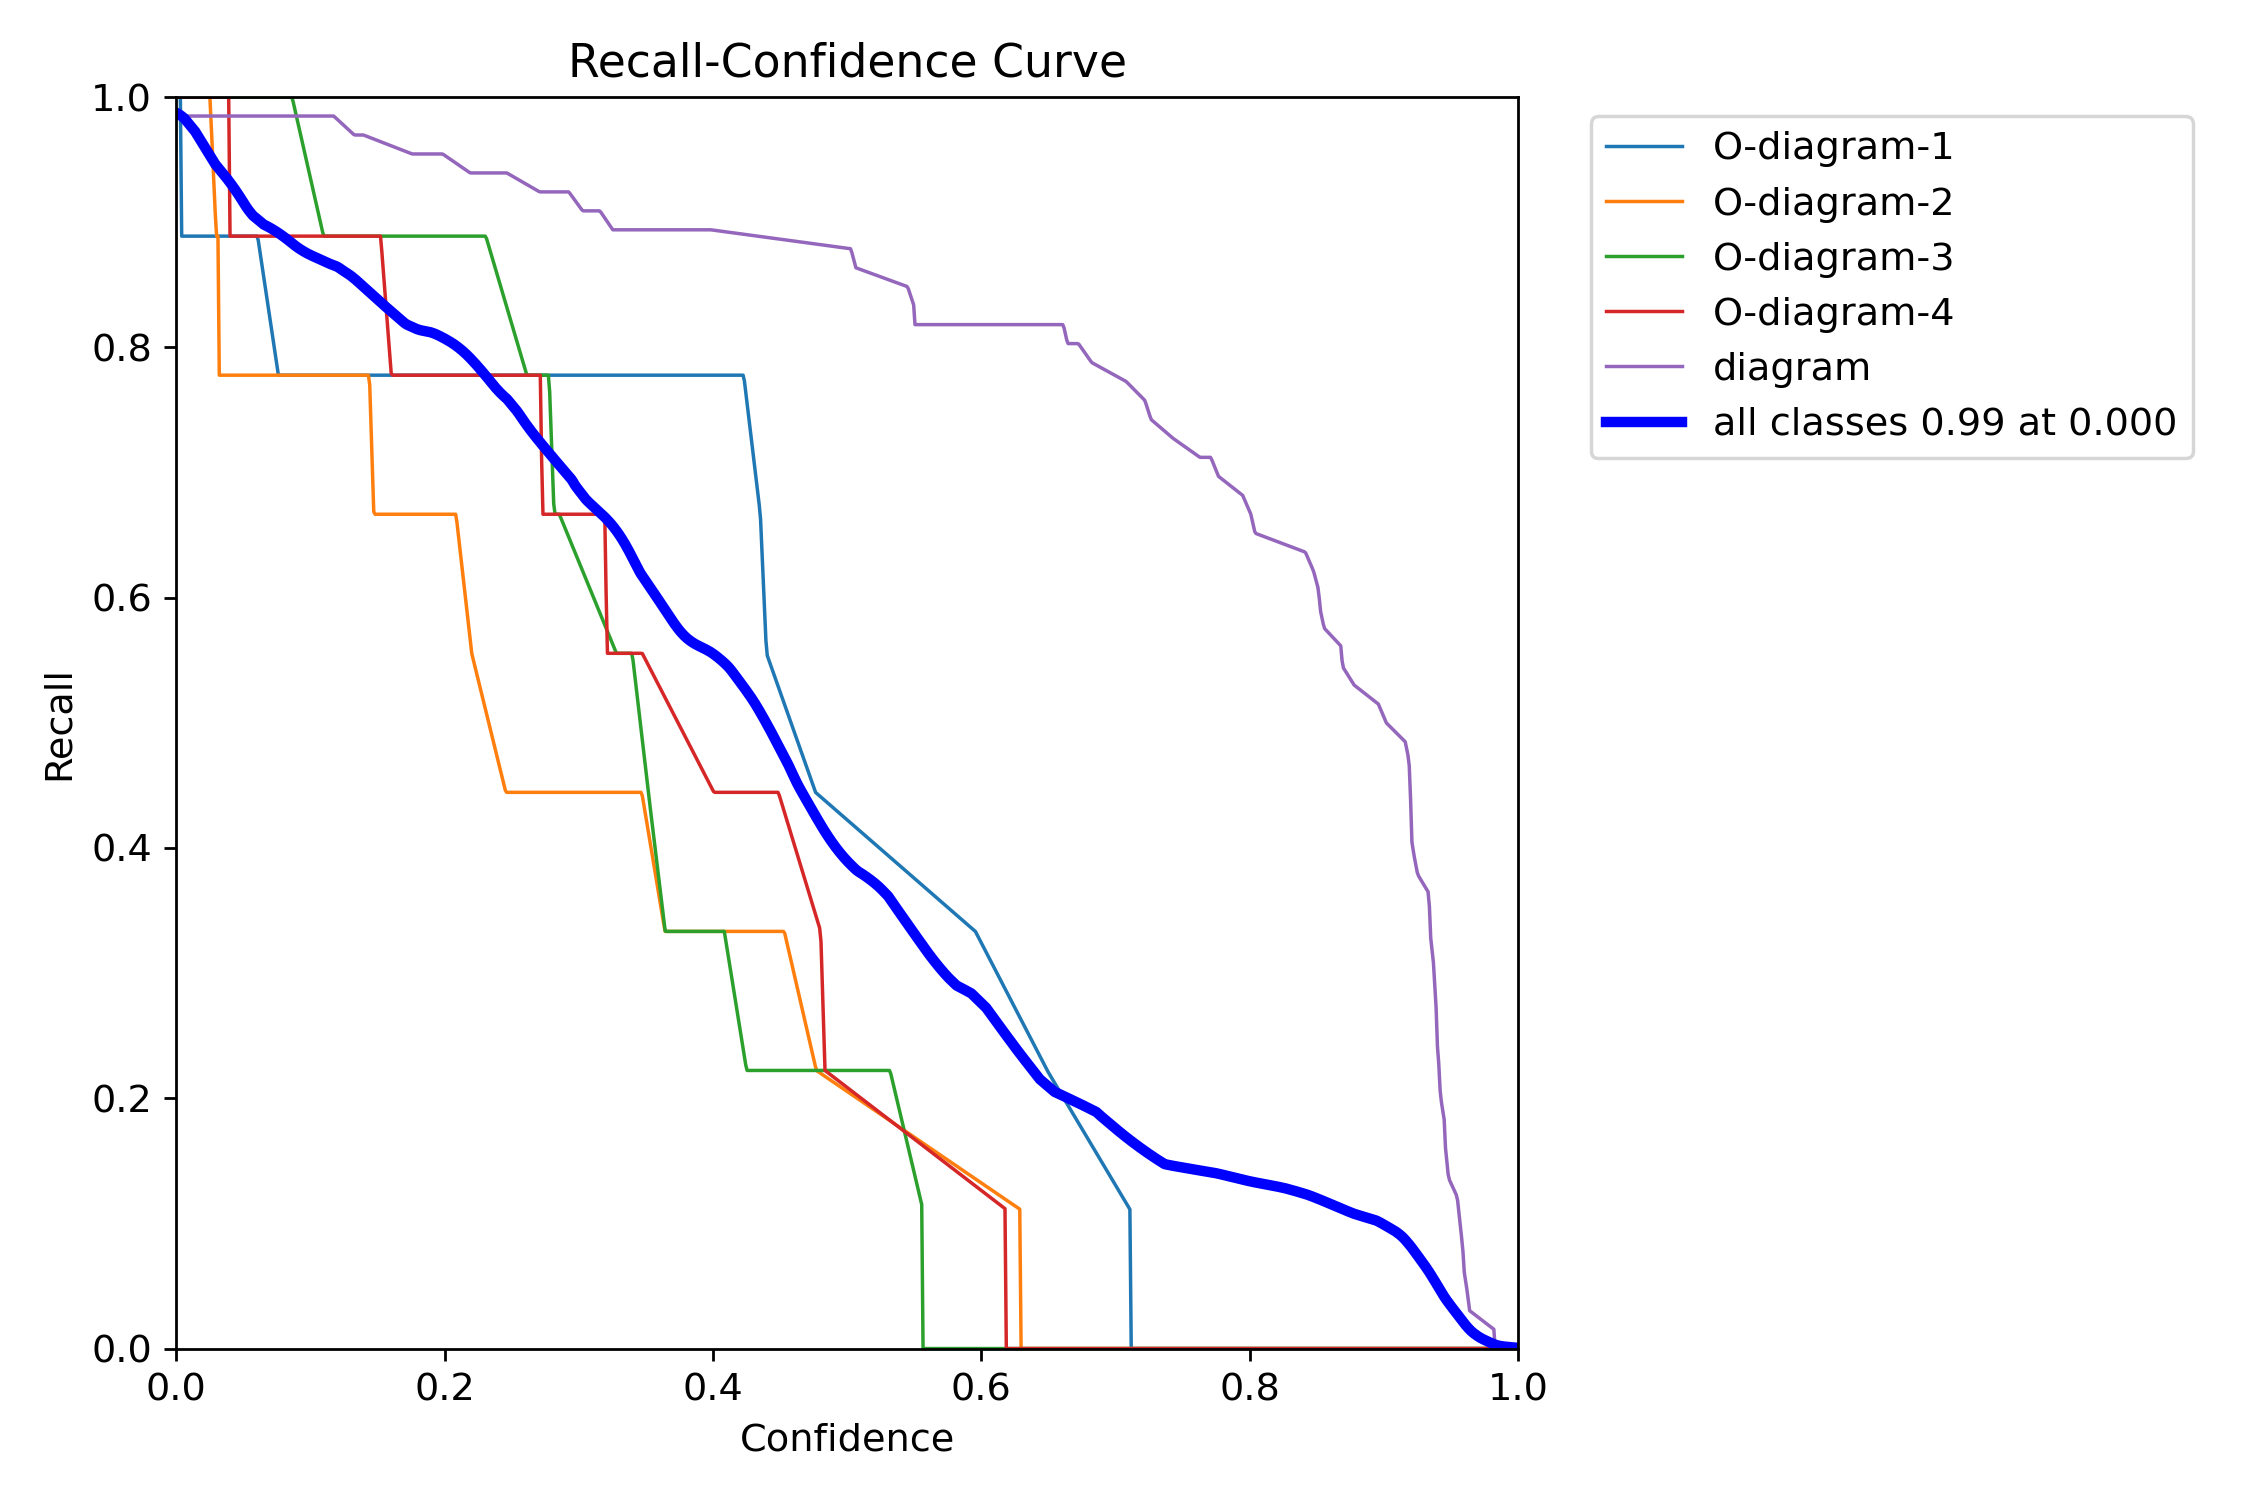 Recall-Confidence Curve
1.0
0.8
0.6
0.4
0.2
0.0
Recall
0.0 0.2 0.4 0.6 0.8 1.0
Confidence
O-diagram-1
O-diagram-2
O-diagram-3
O-diagram-4
diagram
all classes 0.99 at 0.000